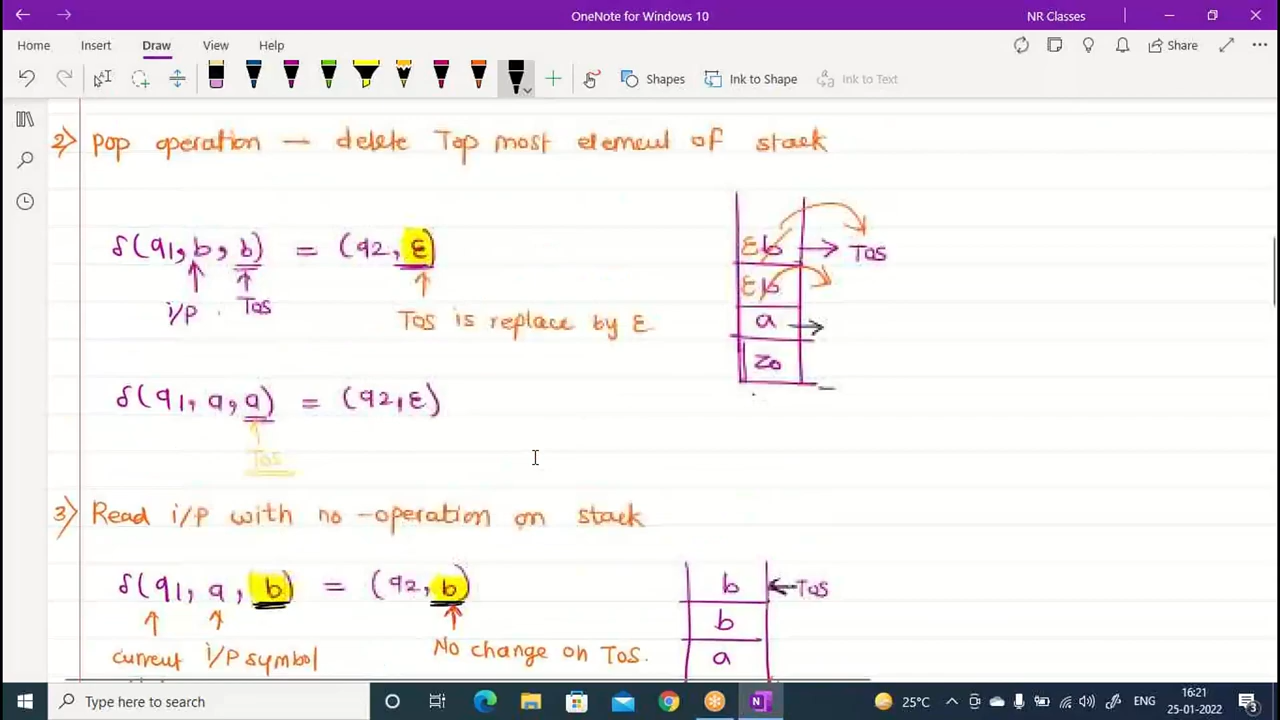 OneNote for Windows 10
NR Classes
Home Insert Draw View Help
Share
Shapes
Ink to Shape
Ink to Text
2) Pop operation — delete Top most element of stack
δ(q1, b, b) = (q2, ε)
i/p . Tos
Tos is replace by ε
εb → Tos
εb
a →
z0
δ(q1, a, a) = (q2, ε)
Tos
3) Read i/p with no-operation on stack
δ(q1, a, b) = (q2, b)
current i/p symbol
No change on Tos.
b ← Tos
b
a
Type here to search
25°C
ENG
16:21
25-01-2022
3